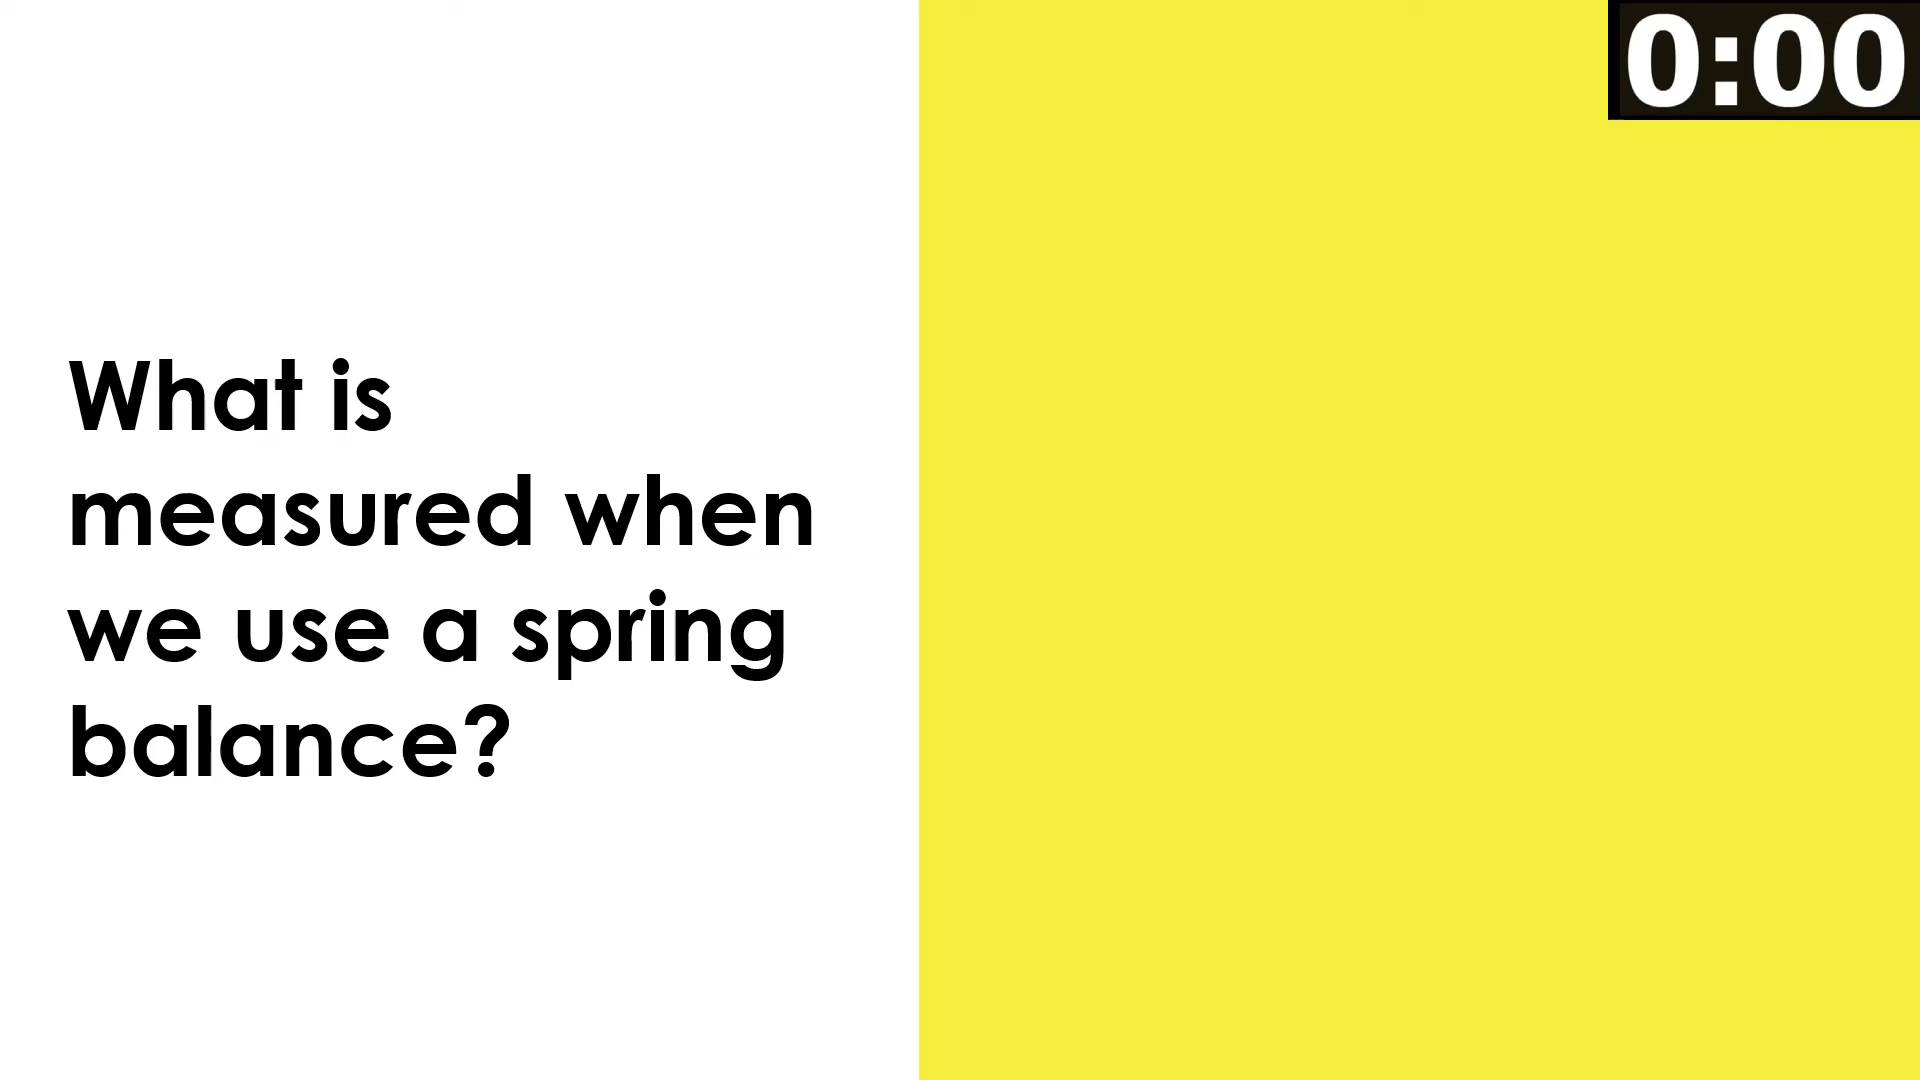 0:00
What is
measured when
we use a spring
balance?